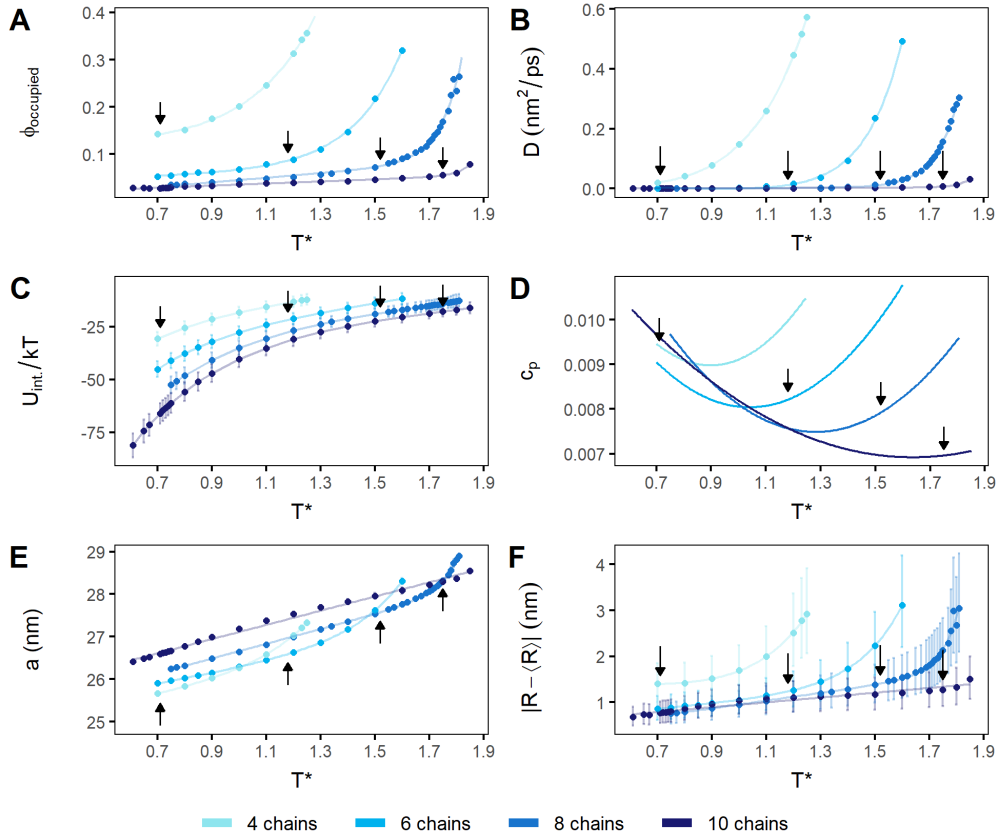 A
0.4
0.3
0.2
0.1
ϕoccupied
0.7 0.9 1.1 1.3 1.5 1.7 1.9
T*
B
0.6
0.4
0.2
0.0
D (nm²/ps)
0.7 0.9 1.1 1.3 1.5 1.7 1.9
T*
C
-25
-50
-75
Uint./kT
0.7 0.9 1.1 1.3 1.5 1.7 1.9
T*
D
0.010
0.009
0.008
0.007
cp
0.7 0.9 1.1 1.3 1.5 1.7 1.9
T*
E
29
28
27
26
25
a (nm)
0.7 0.9 1.1 1.3 1.5 1.7 1.9
T*
F
4
3
2
1
|R − ⟨R⟩| (nm)
0.7 0.9 1.1 1.3 1.5 1.7 1.9
T*
4 chains 6 chains 8 chains 10 chains